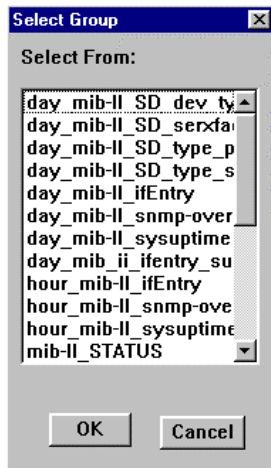 Select Group
Select From:
day_mib-II_SD_dev_ty
day_mib-II_SD_serxfa
day_mib-II_SD_type_p
day_mib-II_SD_type_s
day_mib-II_ifEntry
day_mib-II_snmp-over
day_mib-II_sysuptime
day_mib_ii_ifentry_su
hour_mib-II_ifEntry
hour_mib-II_snmp-ove
hour_mib-II_sysuptime
mib-II_STATUS
OK Cancel